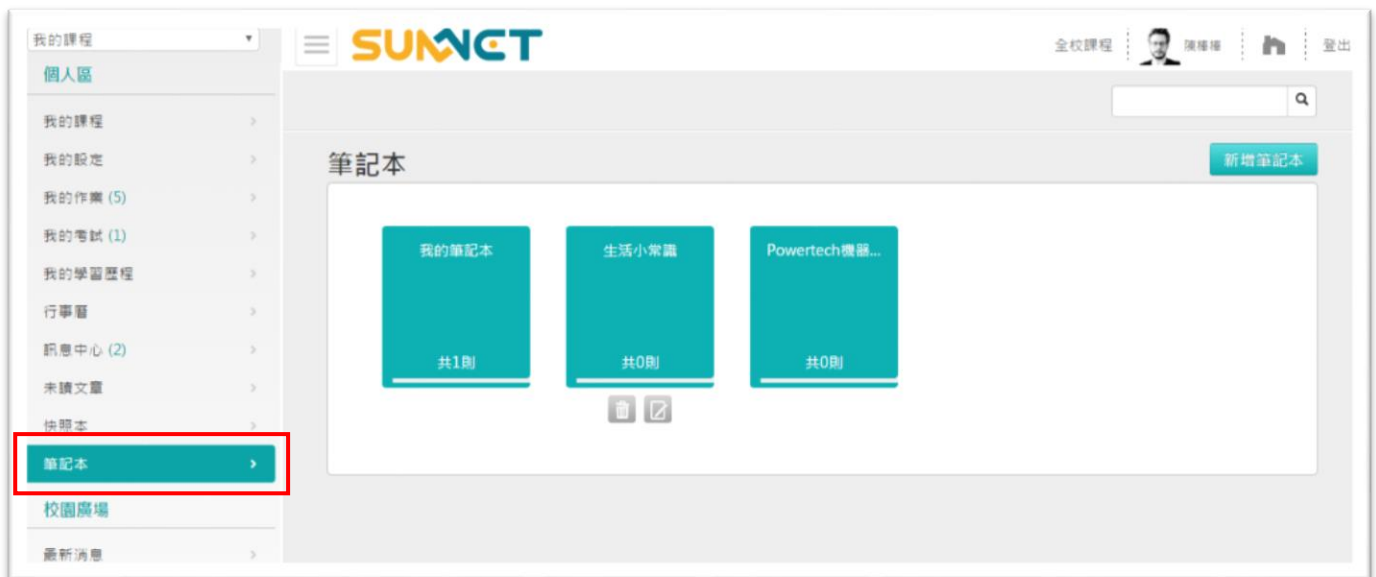 我的課程
SUNNET
全校課程
登出
個人區
我的課程
我的設定
我的作業 (5)
我的考試 (1)
我的學習歷程
行事曆
訊息中心 (2)
未讀文章
快照本
筆記本
校園廣場
最新消息
筆記本
新增筆記本
我的筆記本
共1則
生活小常識
共0則
Powertech機器...
共0則